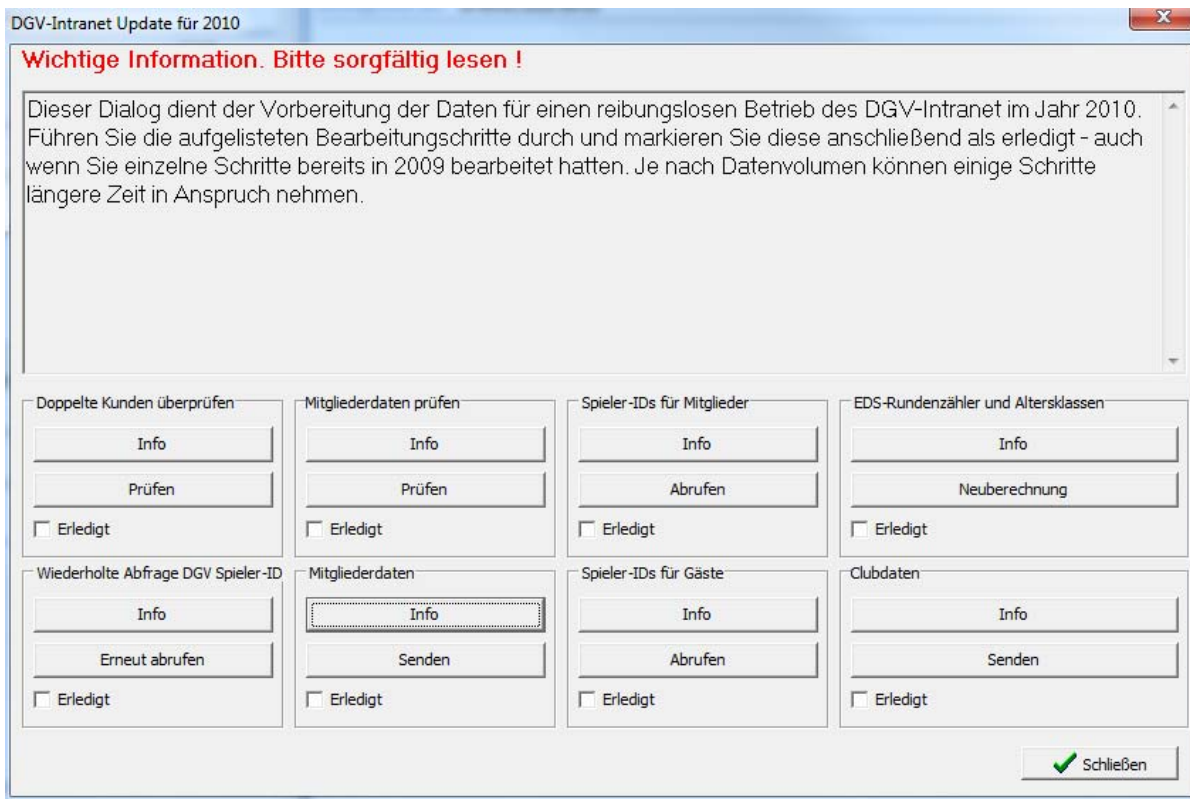 DGV-Intranet Update für 2010
Wichtige Information. Bitte sorgfältig lesen !
Dieser Dialog dient der Vorbereitung der Daten für einen reibungslosen Betrieb des DGV-Intranet im Jahr 2010.
Führen Sie die aufgelisteten Bearbeitungschritte durch und markieren Sie diese anschließend als erledigt - auch
wenn Sie einzelne Schritte bereits in 2009 bearbeitet hatten. Je nach Datenvolumen können einige Schritte
längere Zeit in Anspruch nehmen.
Doppelte Kunden überprüfen
Info
Prüfen
Erledigt
Mitgliederdaten prüfen
Info
Prüfen
Erledigt
Spieler-IDs für Mitglieder
Info
Abrufen
Erledigt
EDS-Rundenzähler und Altersklassen
Info
Neuberechnung
Erledigt
Wiederholte Abfrage DGV Spieler-ID
Info
Erneut abrufen
Erledigt
Mitgliederdaten
Info
Senden
Erledigt
Spieler-IDs für Gäste
Info
Abrufen
Erledigt
Clubdaten
Info
Senden
Erledigt
Schließen